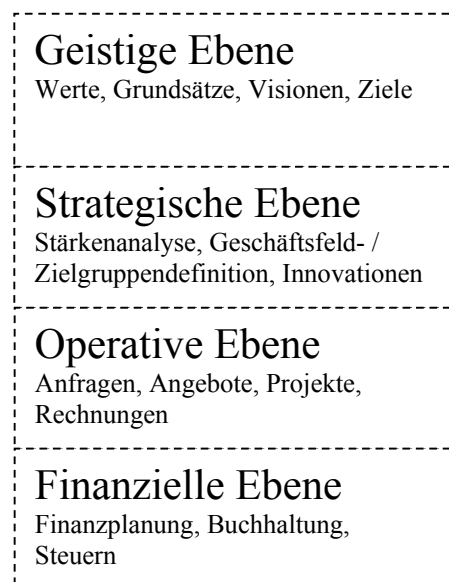 Geistige Ebene
Werte, Grundsätze, Visionen, Ziele
Strategische Ebene
Stärkenanalyse, Geschäftsfeld- /
Zielgruppendefinition, Innovationen
Operative Ebene
Anfragen, Angebote, Projekte,
Rechnungen
Finanzielle Ebene
Finanzplanung, Buchhaltung,
Steuern